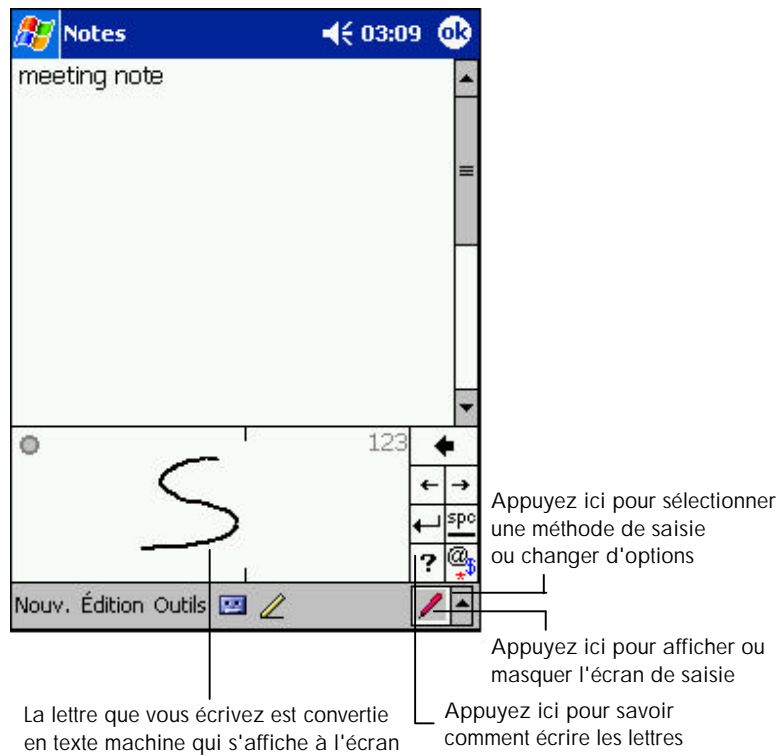 Notes 03:09 ok
meeting note
123
spc
? @$*
Nouv. Édition Outils
Appuyez ici pour sélectionner
une méthode de saisie
ou changer d'options
Appuyez ici pour afficher ou
masquer l'écran de saisie
S
La lettre que vous écrivez est convertie
en texte machine qui s'affiche à l'écran
Appuyez ici pour savoir
comment écrire les lettres